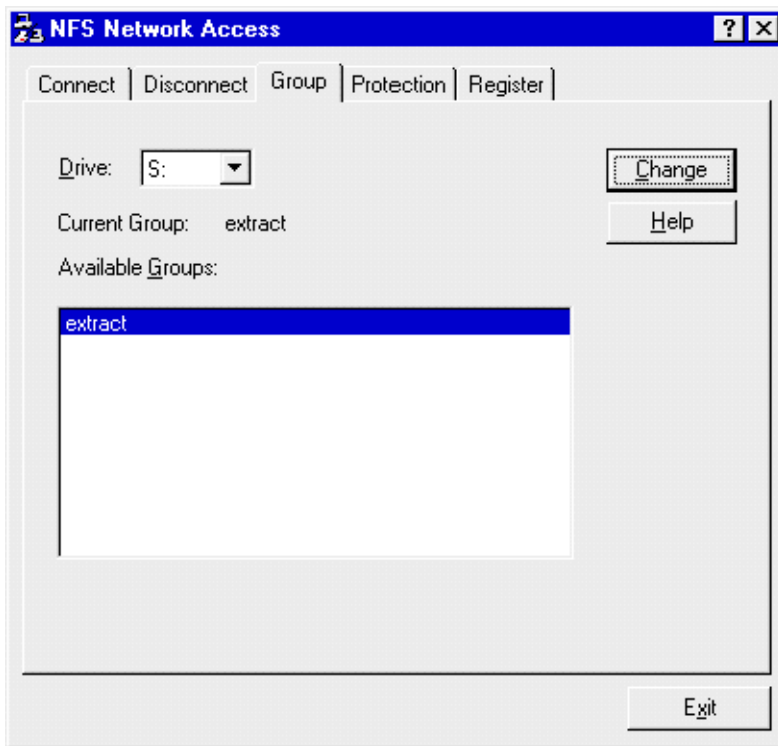 NFS Network Access
Connect Disconnect Group Protection Register
Drive: S: Change
Current Group: extract Help
Available Groups:
extract
Exit